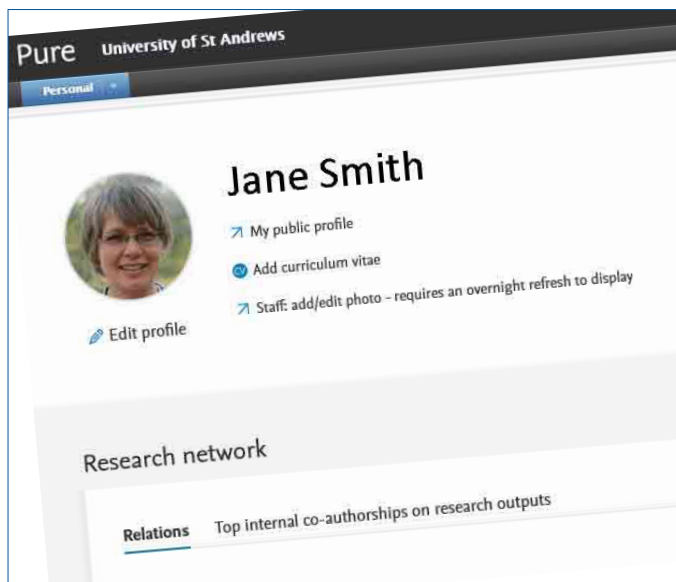 Pure University of St Andrews
Personal
Jane Smith
My public profile
CV Add curriculum vitae
Staff: add/edit photo - requires an overnight refresh to display
Edit profile
Research network
Relations Top internal co-authorships on research outputs